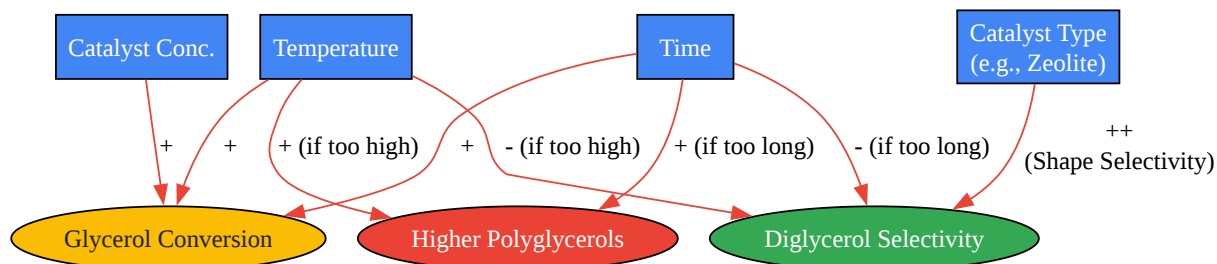 Catalyst Conc.
Temperature
Time
Catalyst Type
(e.g., Zeolite)
+
+
+ (if too high)
+
- (if too high)
+ (if too long)
- (if too long)
++
(Shape Selectivity)
Glycerol Conversion
Higher Polyglycerols
Diglycerol Selectivity